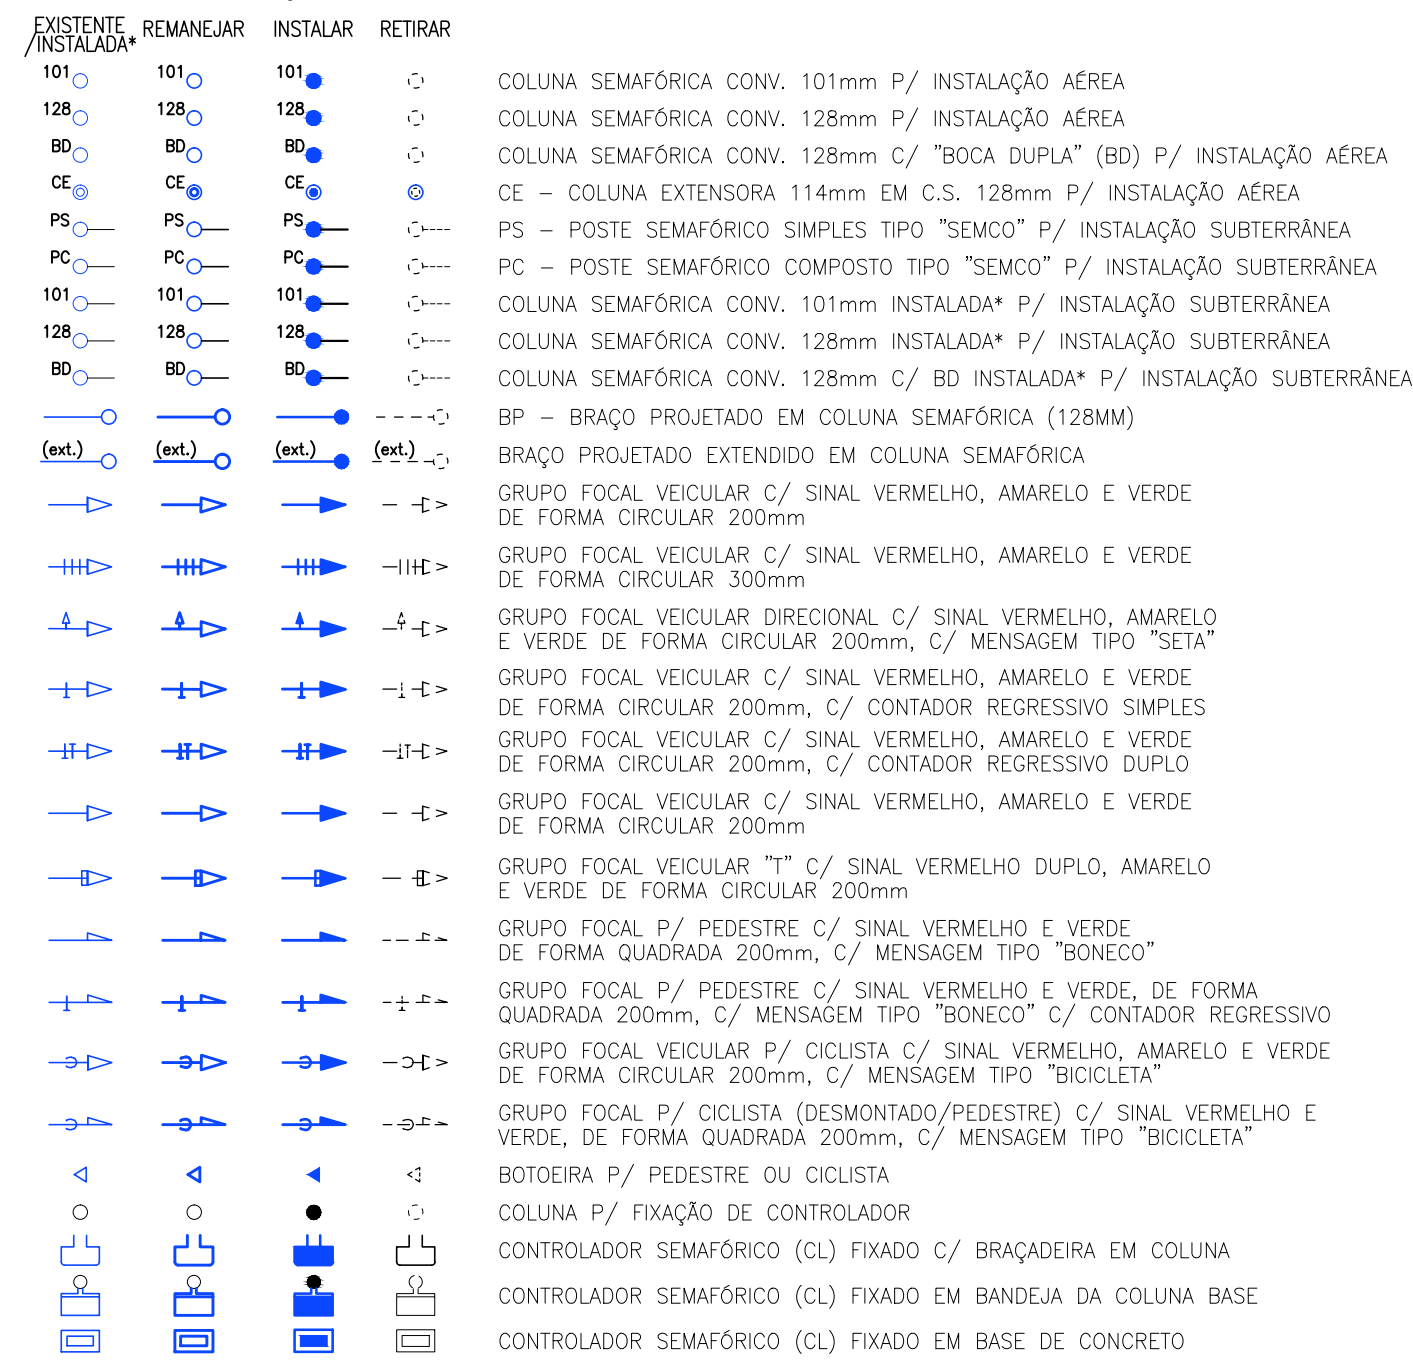 EXISTENTE
/INSTALADA* REMANEJAR INSTALAR RETIRAR
101 101 101 COLUNA SEMAFÓRICA CONV. 101mm P/ INSTALAÇÃO AÉREA
128 128 128 COLUNA SEMAFÓRICA CONV. 128mm P/ INSTALAÇÃO AÉREA
BD BD BD COLUNA SEMAFÓRICA CONV. 128mm C/ "BOCA DUPLA" (BD) P/ INSTALAÇÃO AÉREA
CE CE CE CE – COLUNA EXTENSORA 114mm EM C.S. 128mm P/ INSTALAÇÃO AÉREA
PS PS PS PS – POSTE SEMAFÓRICO SIMPLES TIPO "SEMCO" P/ INSTALAÇÃO SUBTERRÂNEA
PC PC PC PC – POSTE SEMAFÓRICO COMPOSTO TIPO "SEMCO" P/ INSTALAÇÃO SUBTERRÂNEA
101 101 101 COLUNA SEMAFÓRICA CONV. 101mm INSTALADA* P/ INSTALAÇÃO SUBTERRÂNEA
128 128 128 COLUNA SEMAFÓRICA CONV. 128mm INSTALADA* P/ INSTALAÇÃO SUBTERRÂNEA
BD BD BD COLUNA SEMAFÓRICA CONV. 128mm C/ BD INSTALADA* P/ INSTALAÇÃO SUBTERRÂNEA
BP – BRAÇO PROJETADO EM COLUNA SEMAFÓRICA (128MM)
(ext.) (ext.) (ext.) (ext.) BRAÇO PROJETADO EXTENDIDO EM COLUNA SEMAFÓRICA
GRUPO FOCAL VEICULAR C/ SINAL VERMELHO, AMARELO E VERDE
DE FORMA CIRCULAR 200mm
GRUPO FOCAL VEICULAR C/ SINAL VERMELHO, AMARELO E VERDE
DE FORMA CIRCULAR 300mm
GRUPO FOCAL VEICULAR DIRECIONAL C/ SINAL VERMELHO, AMARELO
E VERDE DE FORMA CIRCULAR 200mm, C/ MENSAGEM TIPO "SETA"
GRUPO FOCAL VEICULAR C/ SINAL VERMELHO, AMARELO E VERDE
DE FORMA CIRCULAR 200mm, C/ CONTADOR REGRESSIVO SIMPLES
GRUPO FOCAL VEICULAR C/ SINAL VERMELHO, AMARELO E VERDE
DE FORMA CIRCULAR 200mm, C/ CONTADOR REGRESSIVO DUPLO
GRUPO FOCAL VEICULAR C/ SINAL VERMELHO, AMARELO E VERDE
DE FORMA CIRCULAR 200mm
GRUPO FOCAL VEICULAR "T" C/ SINAL VERMELHO DUPLO, AMARELO
E VERDE DE FORMA CIRCULAR 200mm
GRUPO FOCAL P/ PEDESTRE C/ SINAL VERMELHO E VERDE
DE FORMA QUADRADA 200mm, C/ MENSAGEM TIPO "BONECO"
GRUPO FOCAL P/ PEDESTRE C/ SINAL VERMELHO E VERDE, DE FORMA
QUADRADA 200mm, C/ MENSAGEM TIPO "BONECO" C/ CONTADOR REGRESSIVO
GRUPO FOCAL VEICULAR P/ CICLISTA C/ SINAL VERMELHO, AMARELO E VERDE
DE FORMA CIRCULAR 200mm, C/ MENSAGEM TIPO "BICICLETA"
GRUPO FOCAL P/ CICLISTA (DESMONTADO/PEDESTRE) C/ SINAL VERMELHO E
VERDE, DE FORMA QUADRADA 200mm, C/ MENSAGEM TIPO "BICICLETA"
BOTOEIRA P/ PEDESTRE OU CICLISTA
COLUNA P/ FIXAÇÃO DE CONTROLADOR
CONTROLADOR SEMAFÓRICO (CL) FIXADO C/ BRAÇADEIRA EM COLUNA
CONTROLADOR SEMAFÓRICO (CL) FIXADO EM BANDEJA DA COLUNA BASE
CONTROLADOR SEMAFÓRICO (CL) FIXADO EM BASE DE CONCRETO